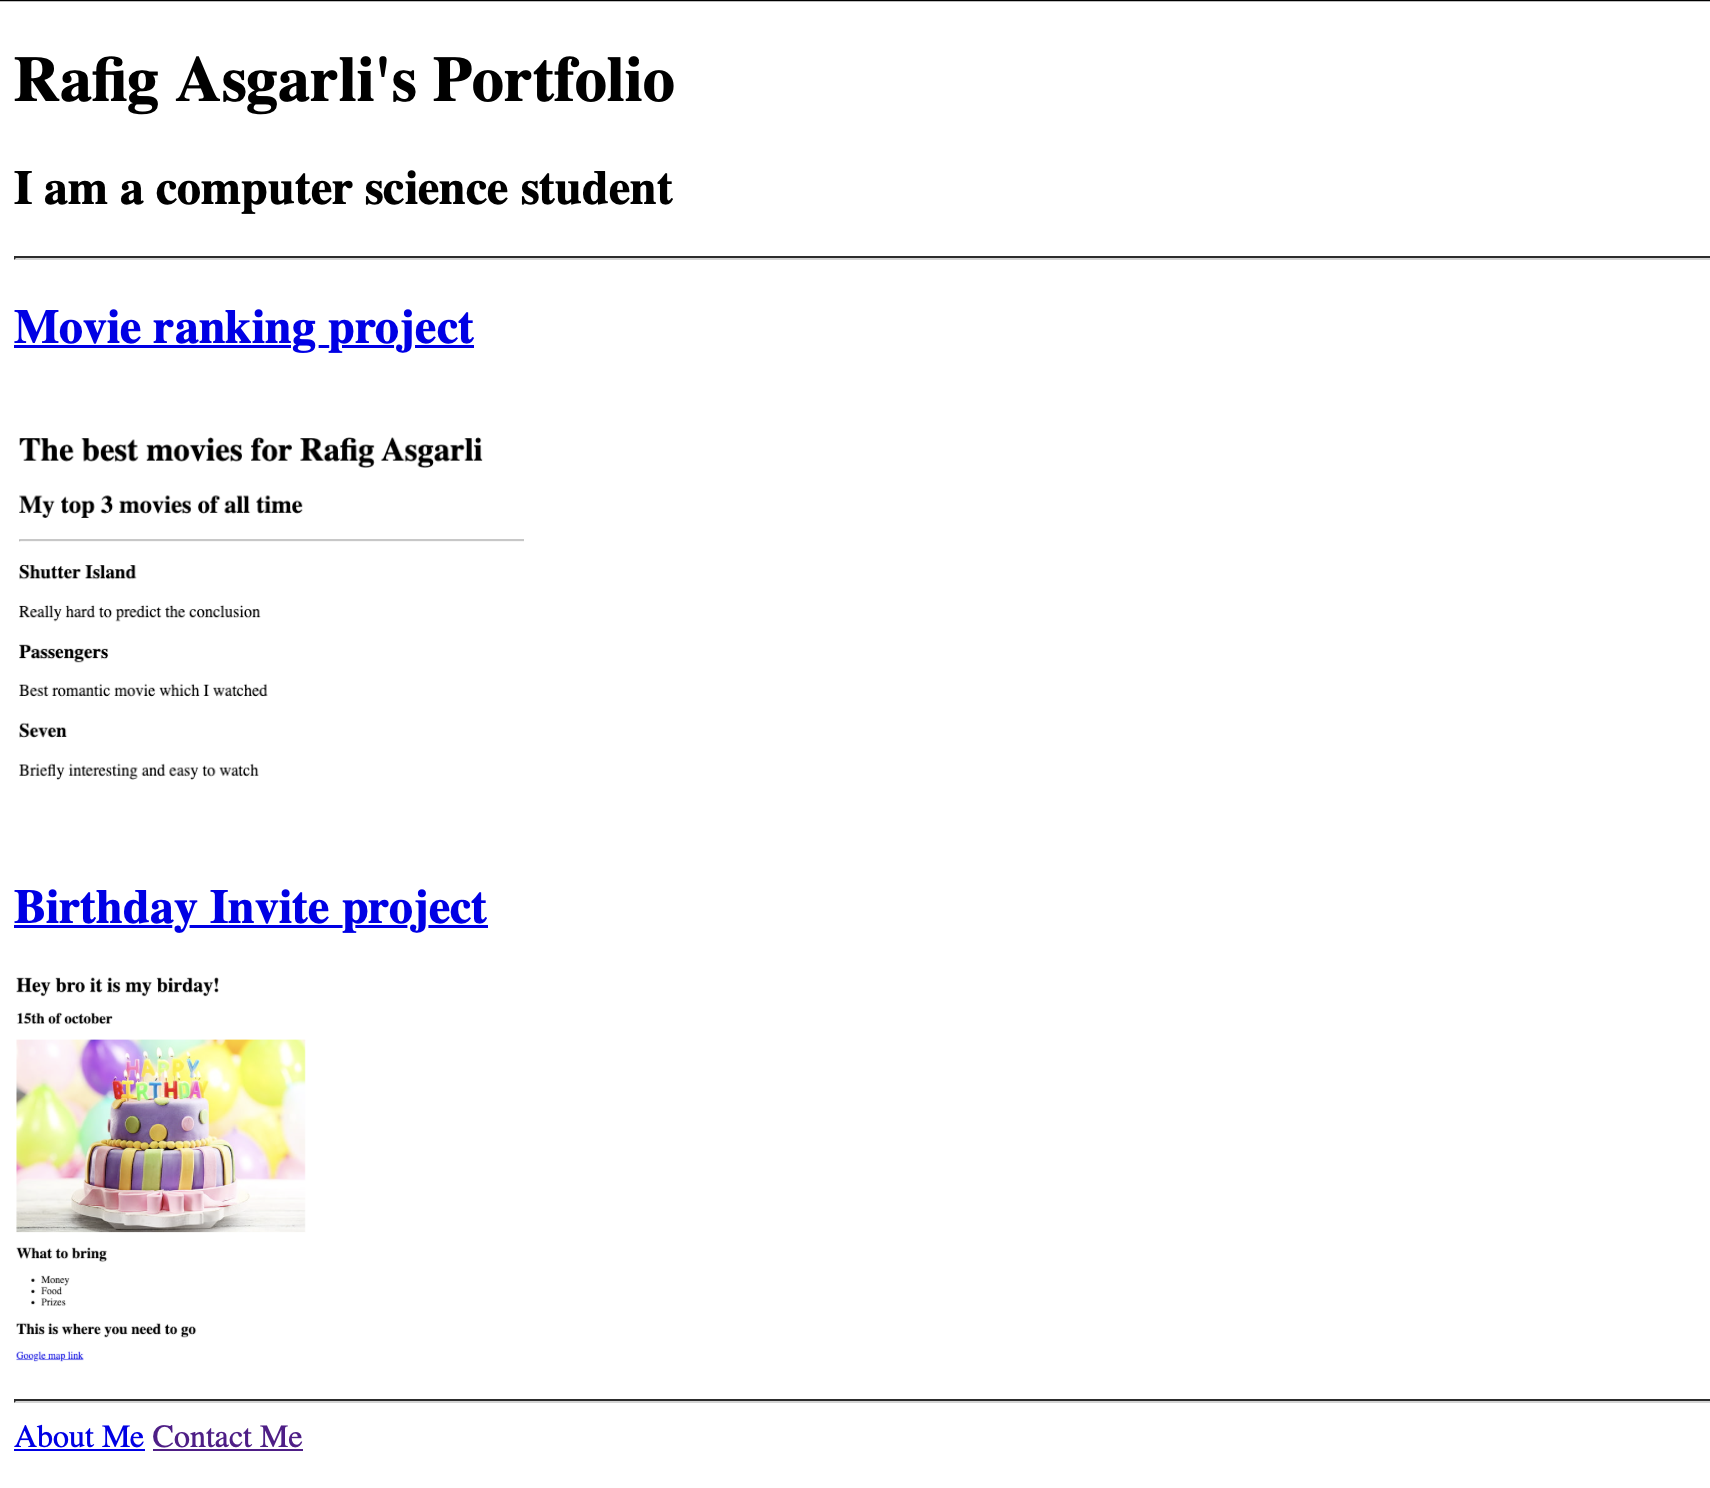 Rafig Asgarli's Portfolio
I am a computer science student
Movie ranking project
The best movies for Rafig Asgarli
My top 3 movies of all time
Shutter Island
Really hard to predict the conclusion
Passengers
Best romantic movie which I watched
Seven
Briefly interesting and easy to watch
Birthday Invite project
Hey bro it is my birday!
15th of october
HAPPY
BIRTHDAY
What to bring
Money
Food
Prizes
This is where you need to go
Google map link
About Me Contact Me